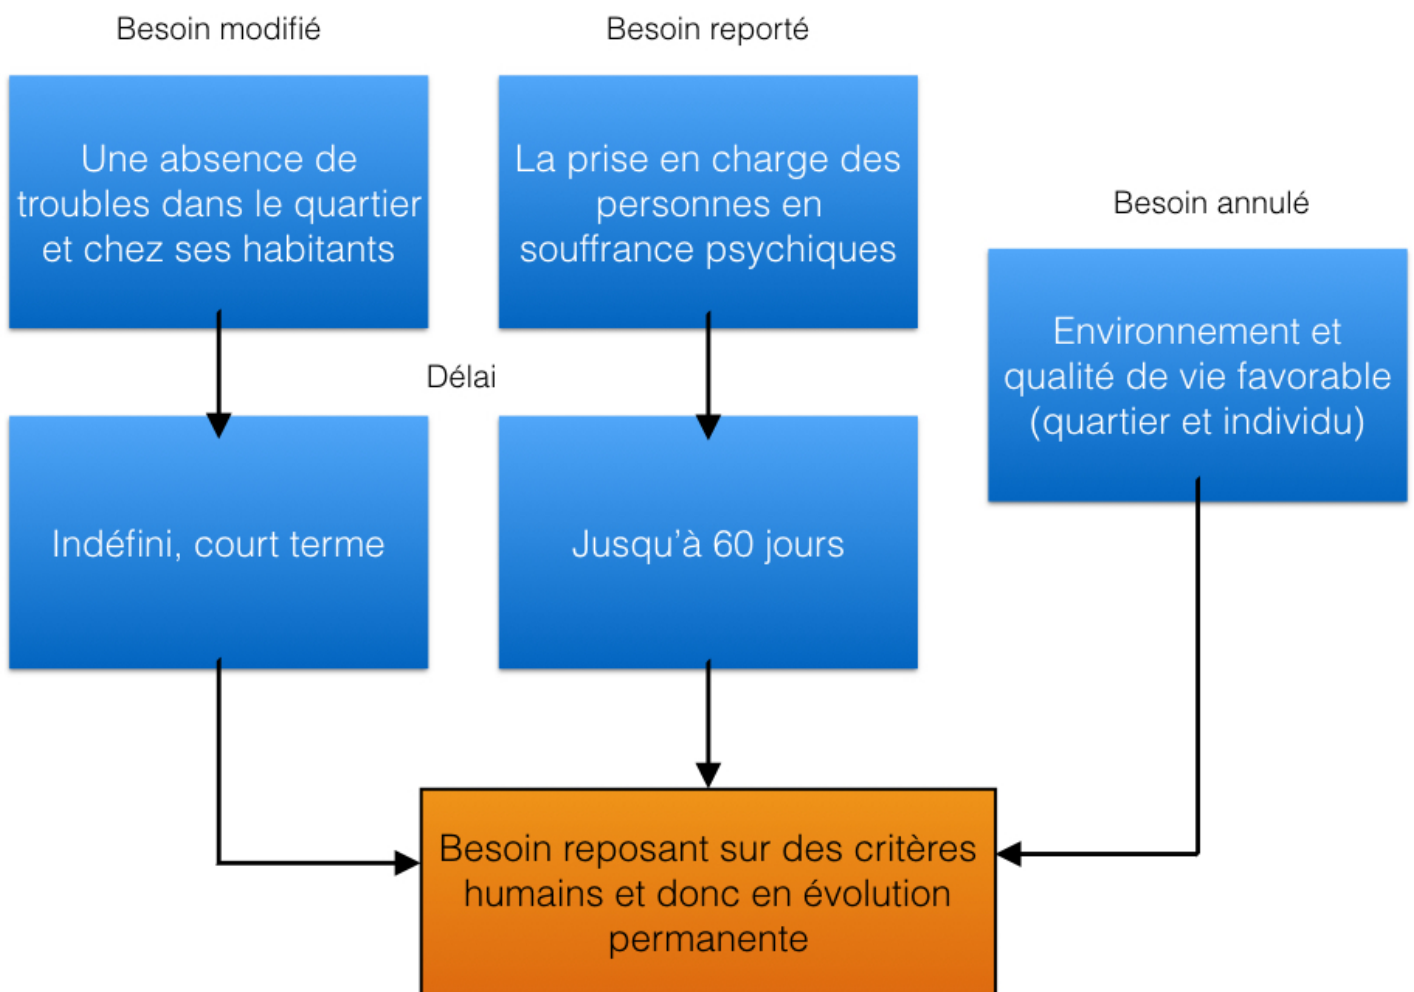 Besoin modifié
Besoin reporté
Une absence de
troubles dans le quartier
et chez ses habitants
La prise en charge des
personnes en
souffrance psychiques
Besoin annulé
Environnement et
qualité de vie favorable
(quartier et individu)
Délai
Indéfini, court terme
Jusqu'à 60 jours
Besoin reposant sur des critères
humains et donc en évolution
permanente